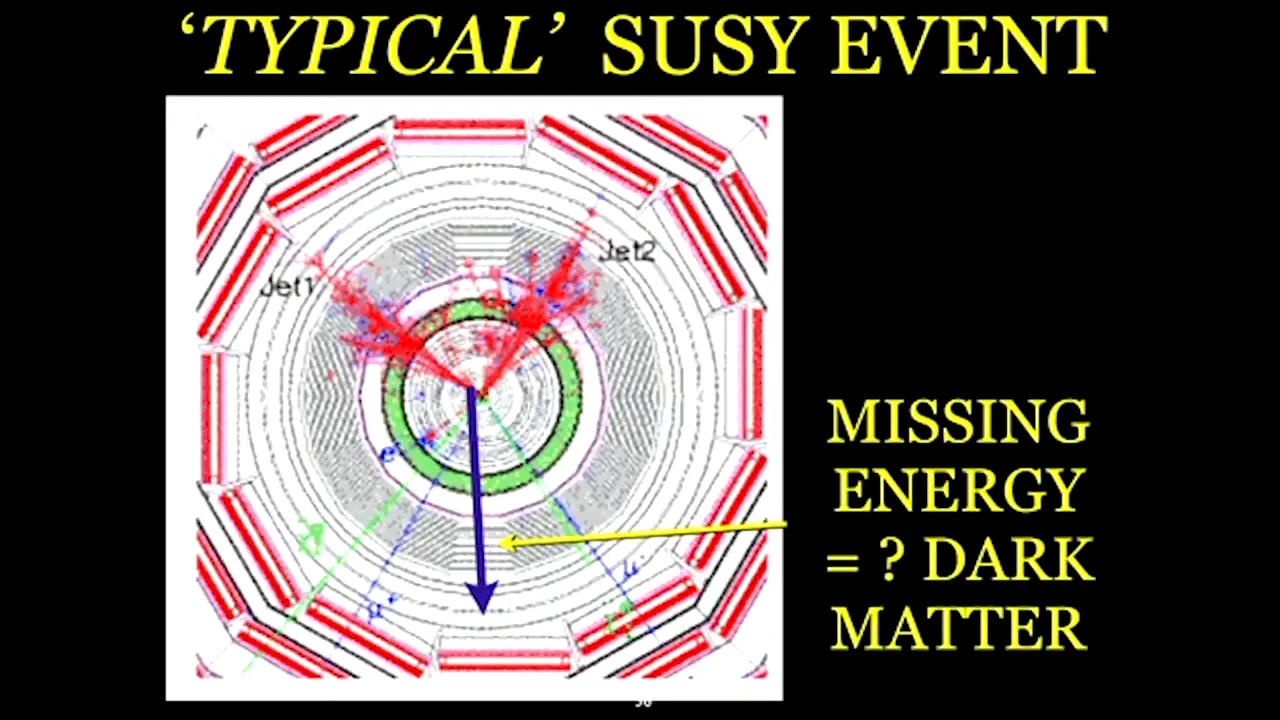 ‘TYPICAL’ SUSY EVENT
Jet1
Jet2
e⁻
μ⁺
μ⁻
MISSING
ENERGY
= ? DARK
MATTER